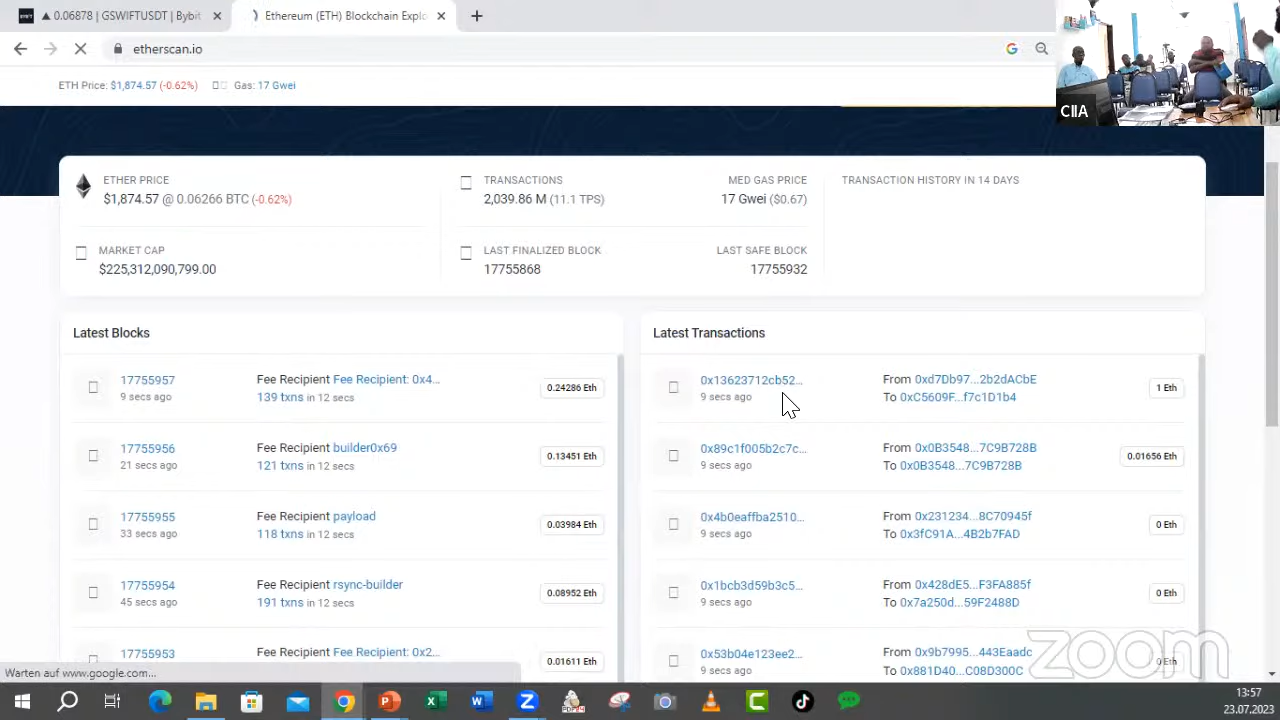 ▲ 0.06878 | GSWIFTUSDT | Bybit
Ethereum (ETH) Blockchain Explo
etherscan.io
ETH Price: $1,874.57 (-0.62%) Gas: 17 Gwei
CIIA
ETHER PRICE
$1,874.57 @ 0.06266 BTC (-0.62%)
TRANSACTIONS
2,039.86 M (11.1 TPS)
MED GAS PRICE
17 Gwei ($0.67)
TRANSACTION HISTORY IN 14 DAYS
MARKET CAP
$225,312,090,799.00
LAST FINALIZED BLOCK
17755868
LAST SAFE BLOCK
17755932
Latest Blocks
17755957
9 secs ago
Fee Recipient Fee Recipient: 0x4...
139 txns in 12 secs
0.24286 Eth
17755956
21 secs ago
Fee Recipient builder0x69
121 txns in 12 secs
0.13451 Eth
17755955
33 secs ago
Fee Recipient payload
118 txns in 12 secs
0.03984 Eth
17755954
45 secs ago
Fee Recipient rsync-builder
191 txns in 12 secs
0.08952 Eth
17755953
Fee Recipient Fee Recipient: 0x2...
0.01611 Eth
Latest Transactions
0x13623712cb52...
9 secs ago
From 0xd7Db97...2b2dACbE
To 0xC5609F...f7c1D1b4
1 Eth
0x89c1f005b2c7c...
9 secs ago
From 0x0B3548...7C9B728B
To 0x0B3548...7C9B728B
0.01656 Eth
0x4b0eaffba2510...
9 secs ago
From 0x231234...8C70945f
To 0x3fC91A...4B2b7FAD
0 Eth
0x1bcb3d59b3c5...
9 secs ago
From 0x428dE5...F3FA885f
To 0x7a250d...59F2488D
0 Eth
0x53b04e123ee2...
9 secs ago
From 0x9b7995...443Eaadc
To 0x881D40...C08D300C
0 Eth
zoom
Warten auf www.google.com...
13:57
23.07.2023